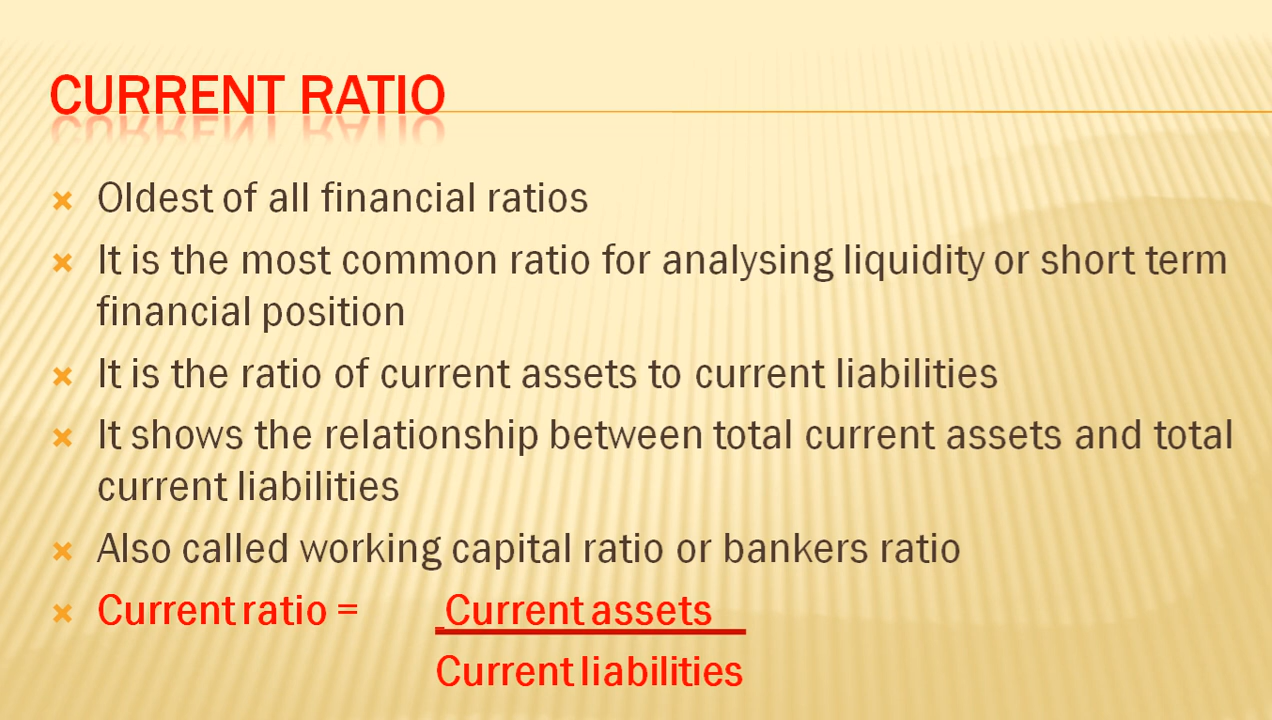 CURRENT RATIO
Oldest of all financial ratios
It is the most common ratio for analysing liquidity or short term
financial position
It is the ratio of current assets to current liabilities
It shows the relationship between total current assets and total
current liabilities
Also called working capital ratio or bankers ratio
Current ratio = Current assets
Current liabilities